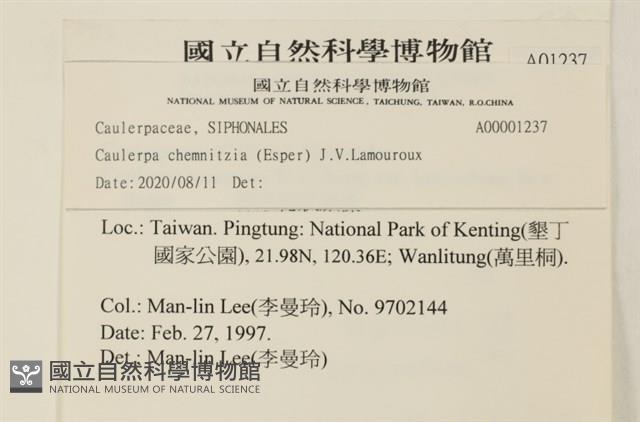 國立自然科學博物館
A01237
國立自然科學博物館
NATIONAL MUSEUM OF NATURAL SCIENCE, TAICHUNG, TAIWAN, R.O.CHINA
Caulerpaceae, SIPHONALES A00001237
Caulerpa chemnitzia (Esper) J.V.Lamouroux
Date:2020/08/11 Det:
Loc.: Taiwan. Pingtung: National Park of Kenting(墾丁
國家公園), 21.98N, 120.36E; Wanlitung(萬里桐).
Col.: Man-lin Lee(李曼玲), No. 9702144
Date: Feb. 27, 1997.
Det.: Man-lin Lee(李曼玲)
國立自然科學博物館
NATIONAL MUSEUM OF NATURAL SCIENCE